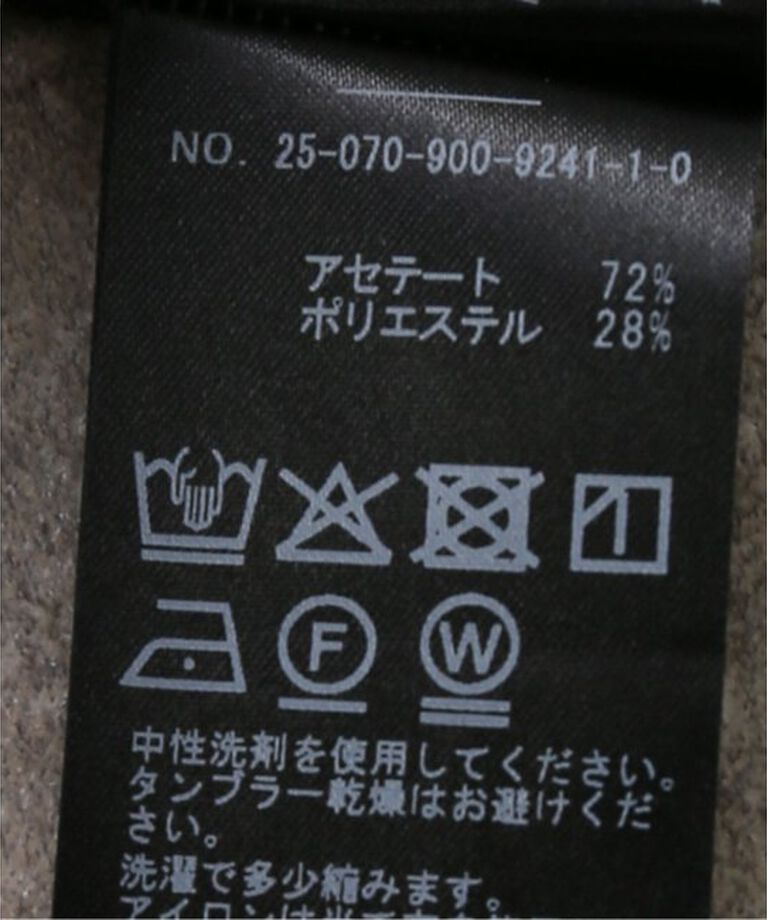 NO. 25-070-900-9241-1-0
アセテート 72%
ポリエステル 28%
F W
中性洗剤を使用してください。
タンブラー乾燥はお避けくだ
さい。
洗濯で多少縮みます。